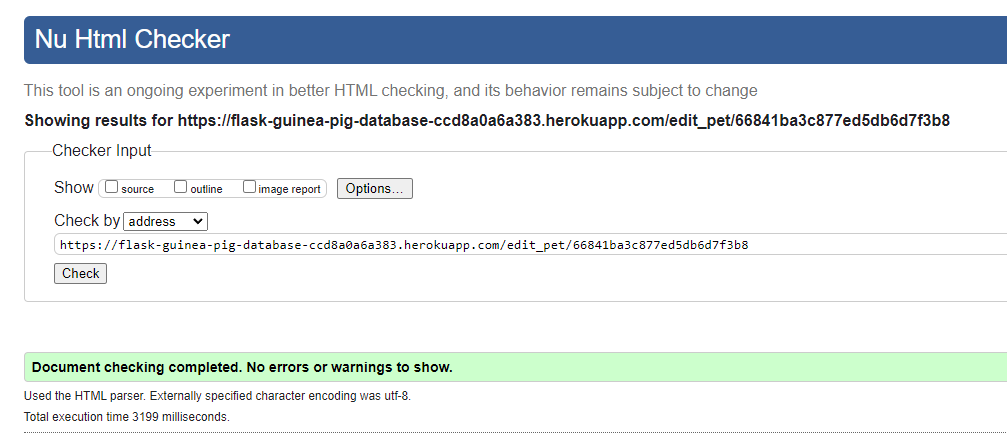 Nu Html Checker
This tool is an ongoing experiment in better HTML checking, and its behavior remains subject to change
Showing results for https://flask-guinea-pig-database-ccd8a0a6a383.herokuapp.com/edit_pet/66841ba3c877ed5db6d7f3b8
Checker Input
Show source outline image report Options...
Check by address
https://flask-guinea-pig-database-ccd8a0a6a383.herokuapp.com/edit_pet/66841ba3c877ed5db6d7f3b8
Check
Document checking completed. No errors or warnings to show.
Used the HTML parser. Externally specified character encoding was utf-8.
Total execution time 3199 milliseconds.